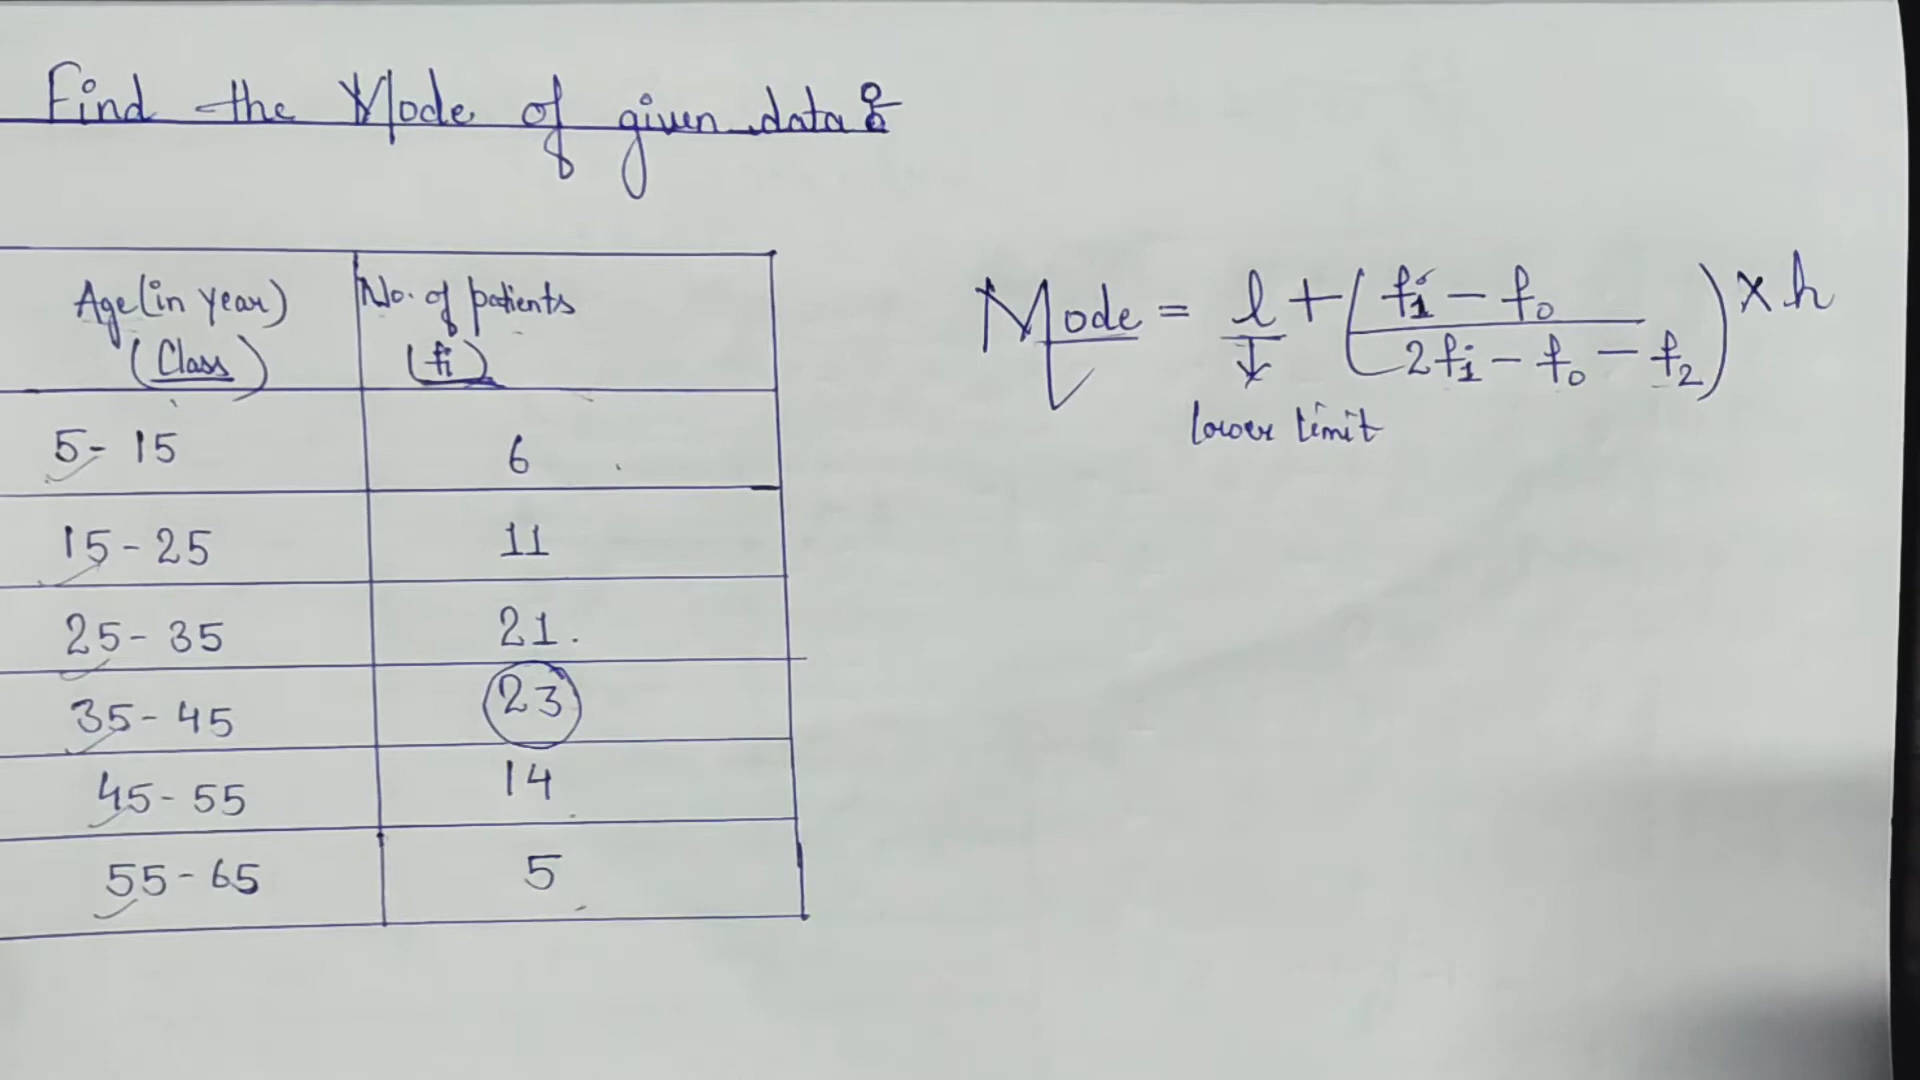 Find the Mode of given data :-
Age (in year) (Class) No. of patients (fi)
5 - 15 6
15 - 25 11
25 - 35 21.
35 - 45 23
45 - 55 14
55 - 65 5
Mode = l + ( f1 - f0 / 2f1 - f0 - f2 ) × h
lower limit